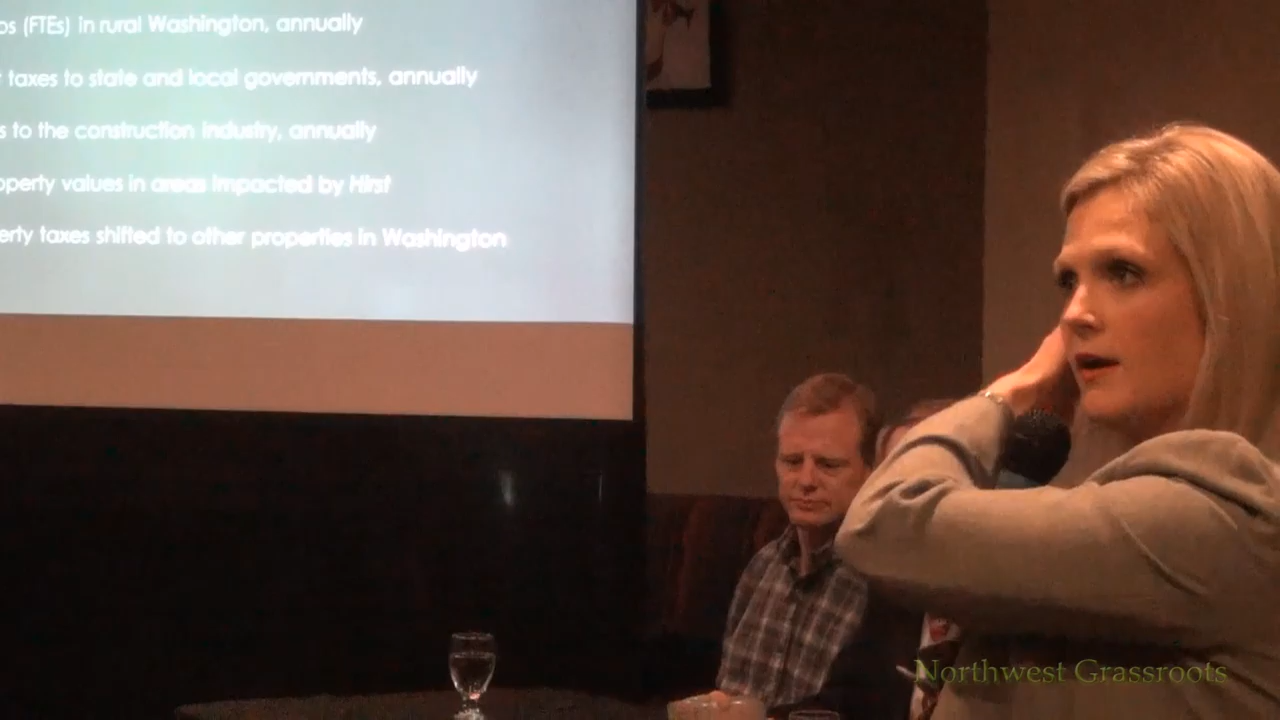 os (FTEs) in rural Washington, annually
taxes to state and local governments, annually
s to the construction industry, annually
operty values in areas impacted by Hirst
erty taxes shifted to other properties in Washington
Northwest Grassroots